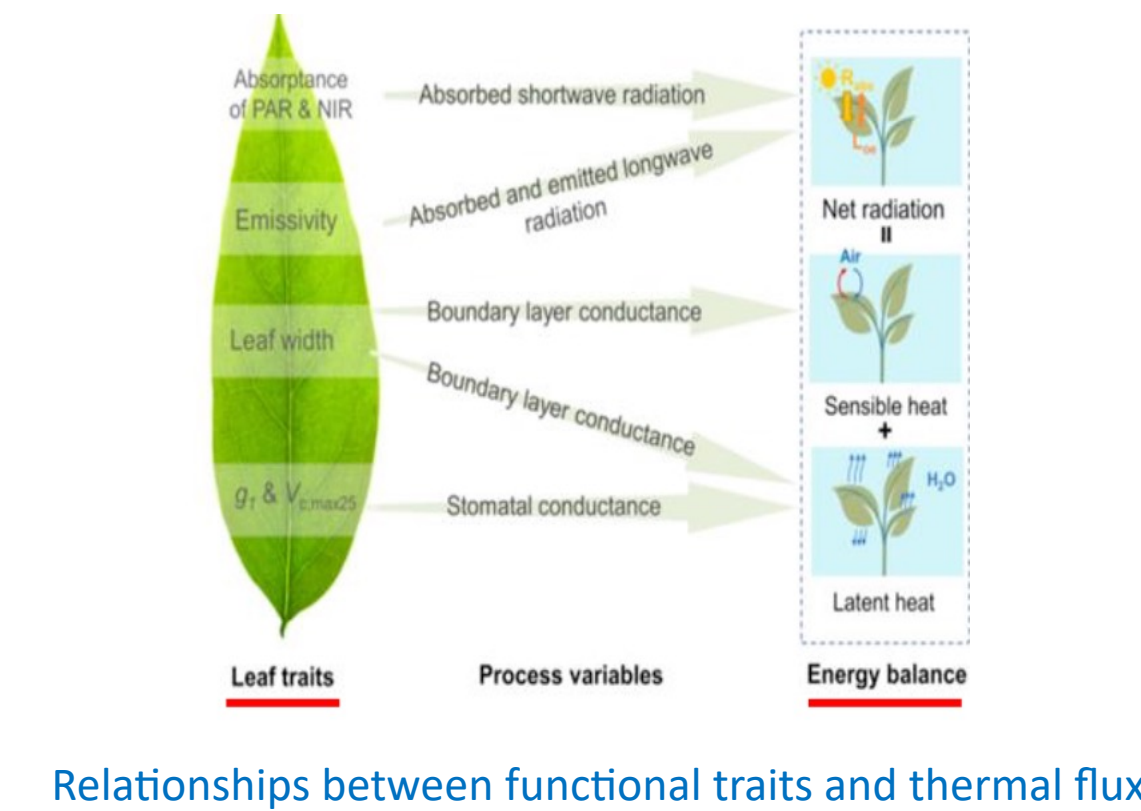 Absorptance
of PAR & NIR
Emissivity
Leaf width
g1 & Vc,max25
Absorbed shortwave radiation
Absorbed and emitted longwave
radiation
Boundary layer conductance
Boundary layer conductance
Stomatal conductance
Net radiation
=
Air
Sensible heat
+
H2O
Latent heat
Leaf traits
Process variables
Energy balance
Relationships between functional traits and thermal flux